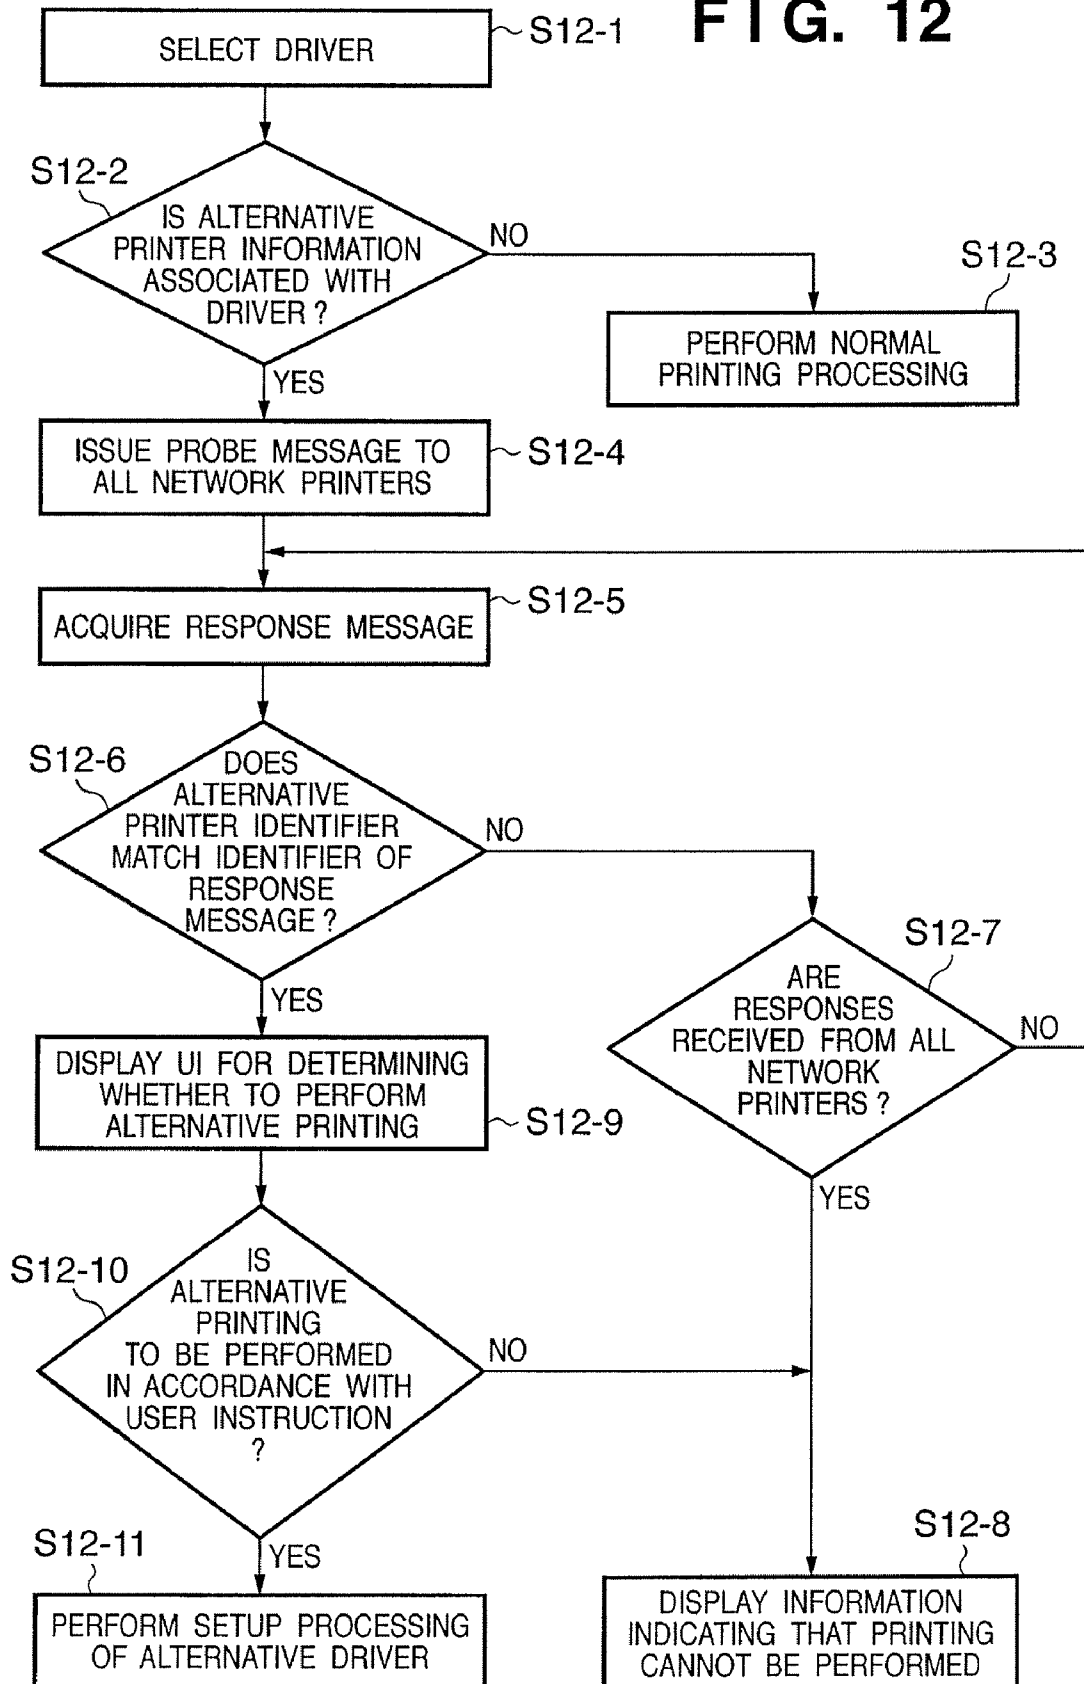 FIG. 12
SELECT DRIVER
S12-1
S12-2
IS ALTERNATIVE
PRINTER INFORMATION
ASSOCIATED WITH
DRIVER ?
NO
S12-3
PERFORM NORMAL
PRINTING PROCESSING
YES
ISSUE PROBE MESSAGE TO
ALL NETWORK PRINTERS
S12-4
ACQUIRE RESPONSE MESSAGE
S12-5
S12-6
DOES
ALTERNATIVE
PRINTER IDENTIFIER
MATCH IDENTIFIER OF
RESPONSE
MESSAGE ?
NO
S12-7
ARE
RESPONSES
RECEIVED FROM ALL
NETWORK
PRINTERS ?
NO
YES
YES
DISPLAY UI FOR DETERMINING
WHETHER TO PERFORM
ALTERNATIVE PRINTING
S12-9
S12-10
IS
ALTERNATIVE
PRINTING
TO BE PERFORMED
IN ACCORDANCE WITH
USER INSTRUCTION
?
NO
YES
S12-11
PERFORM SETUP PROCESSING
OF ALTERNATIVE DRIVER
S12-8
DISPLAY INFORMATION
INDICATING THAT PRINTING
CANNOT BE PERFORMED